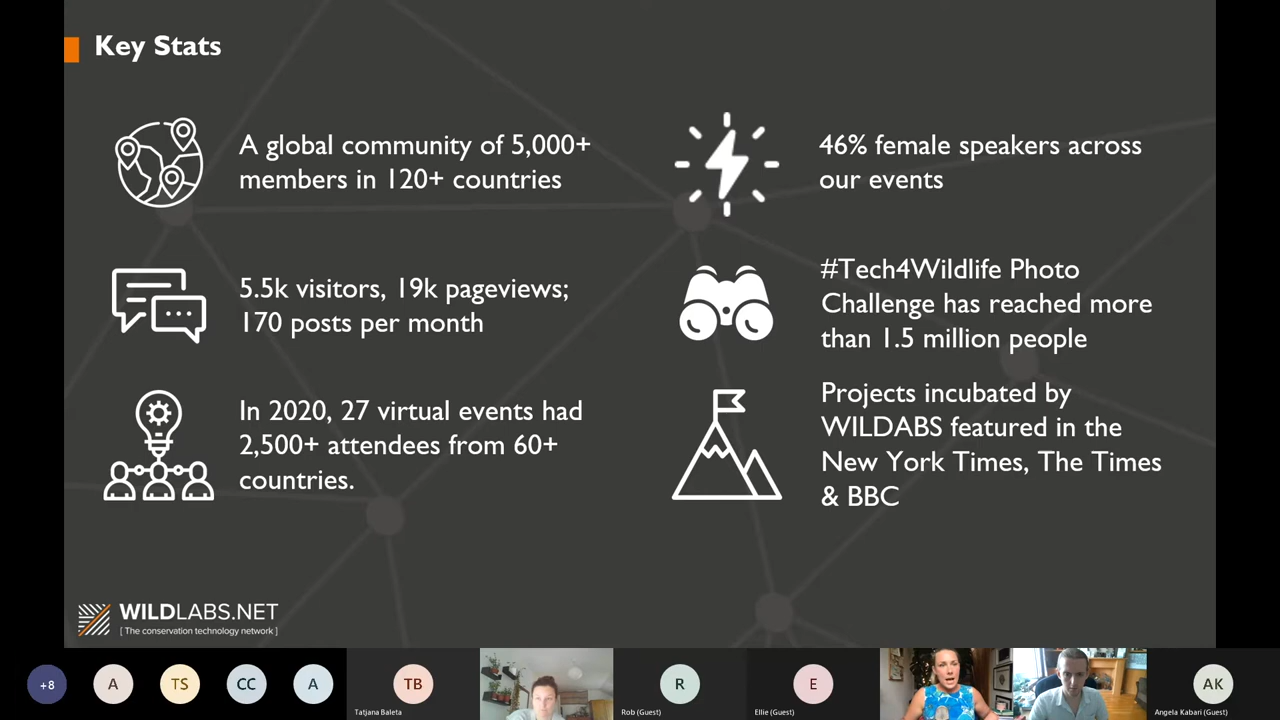 Key Stats
A global community of 5,000+
members in 120+ countries
46% female speakers across
our events
5.5k visitors, 19k pageviews;
170 posts per month
#Tech4Wildlife Photo
Challenge has reached more
than 1.5 million people
In 2020, 27 virtual events had
2,500+ attendees from 60+
countries.
Projects incubated by
WILDABS featured in the
New York Times, The Times
& BBC
WILDLABS.NET
[ The conservation technology network ]
+8
A
TS
CC
A
TB
Tatjana Baleta
R
Rob (Guest)
E
Ellie (Guest)
AK
Angela Kabari (Guest)